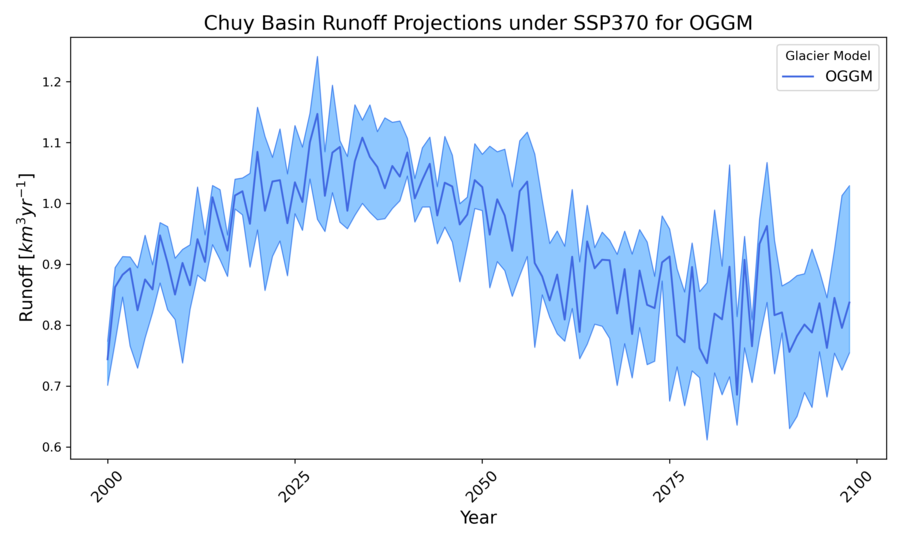 Chuy Basin Runoff Projections under SSP370 for OGGM
Glacier Model
OGGM
1.2
1.1
1.0
0.9
0.8
0.7
0.6
Runoff [km³yr⁻¹]
2000
2025
2050
2075
2100
Year